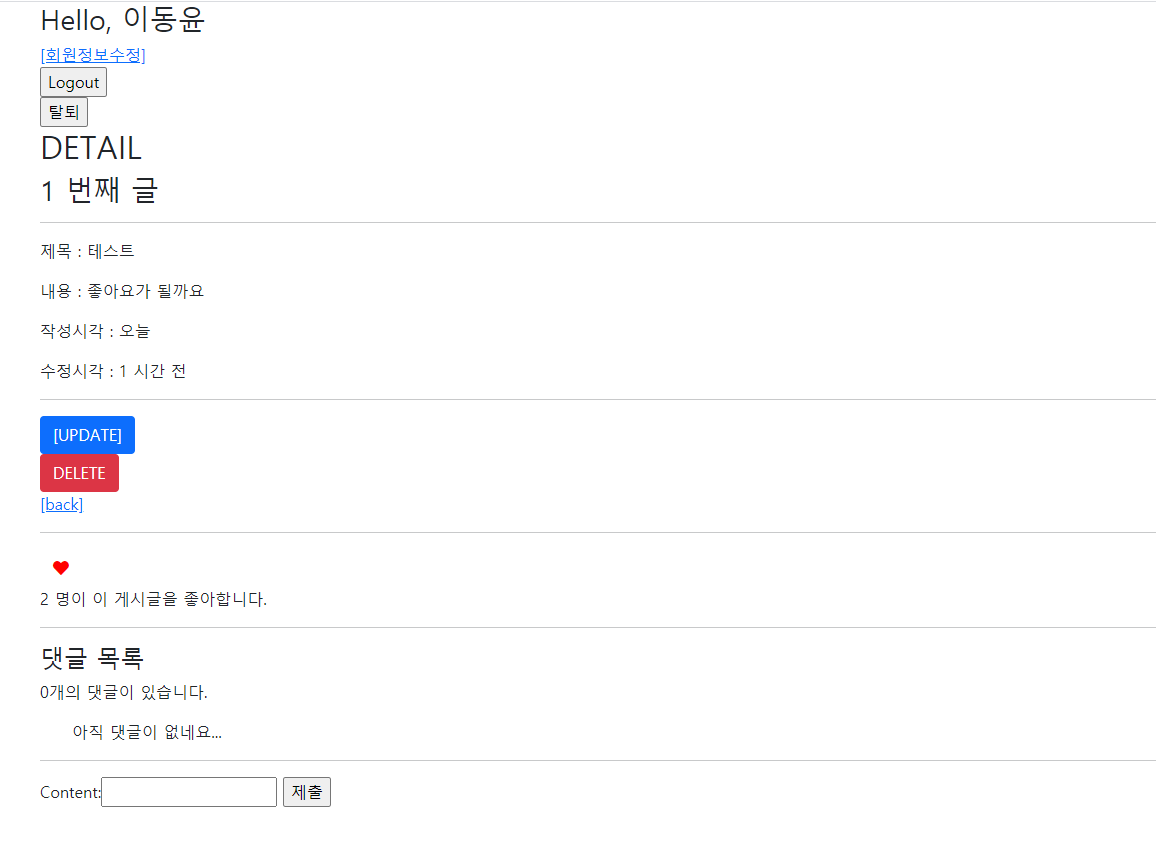 Hello, 이동윤
[회원정보수정]
Logout
탈퇴
DETAIL
1 번째 글
제목 : 테스트
내용 : 좋아요가 될까요
작성시각 : 오늘
수정시각 : 1 시간 전
[UPDATE]
DELETE
[back]
2 명이 이 게시글을 좋아합니다.
댓글 목록
0개의 댓글이 있습니다.
아직 댓글이 없네요...
Content: 제출